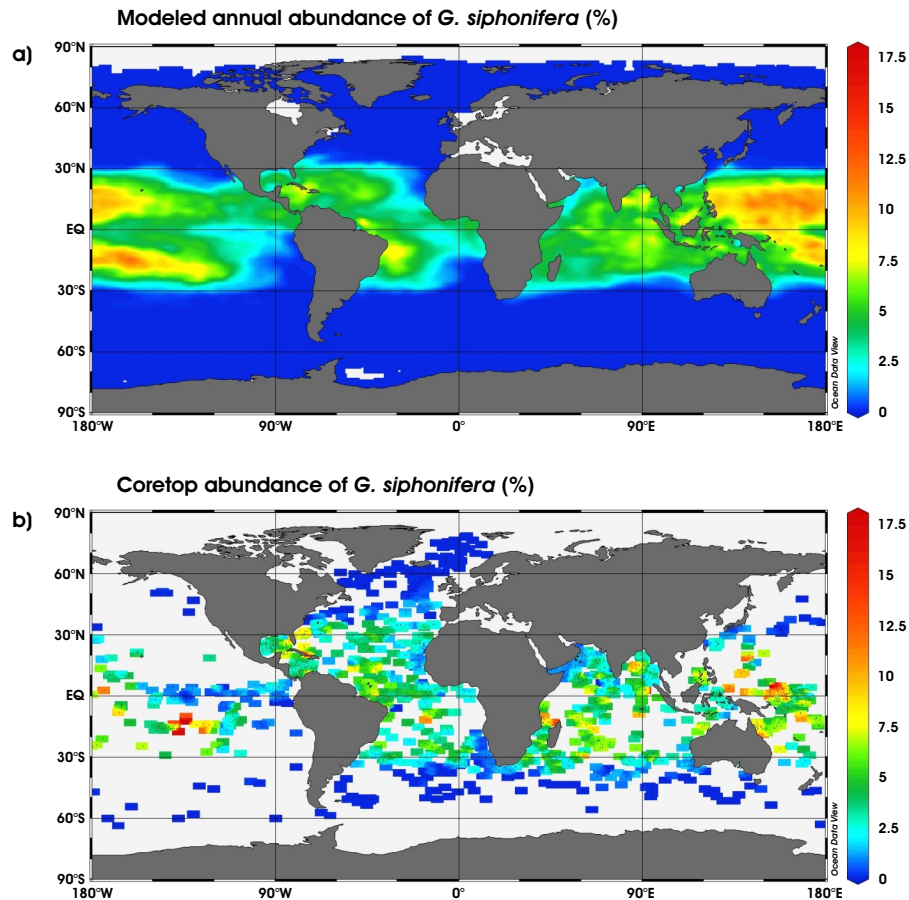 Modeled annual abundance of G. siphonifera (%)
a)
90°N
60°N
30°N
EQ
30°S
60°S
90°S
180°W
90°W
0°
90°E
180°E
Ocean Data View
17.5
15
12.5
10
7.5
5
2.5
0
Coretop abundance of G. siphonifera (%)
b)
90°N
60°N
30°N
EQ
30°S
60°S
90°S
180°W
90°W
0°
90°E
180°E
Ocean Data View
17.5
15
12.5
10
7.5
5
2.5
0